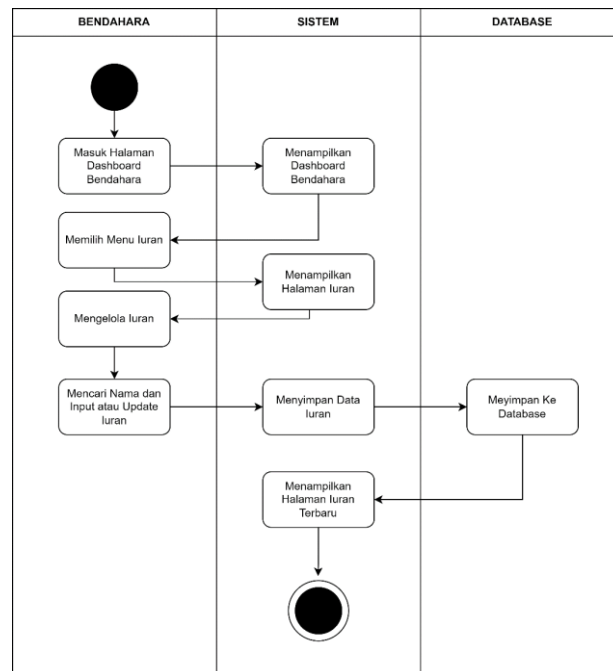 BENDAHARA
SISTEM
DATABASE
Masuk Halaman
Dashboard
Bendahara
Menampilkan
Dashboard
Bendahara
Memilih Menu Iuran
Menampilkan
Halaman Iuran
Mengelola Iuran
Mencari Nama dan
Input atau Update
Iuran
Menyimpan Data
Iuran
Meyimpan Ke
Database
Menampilkan
Halaman Iuran
Terbaru